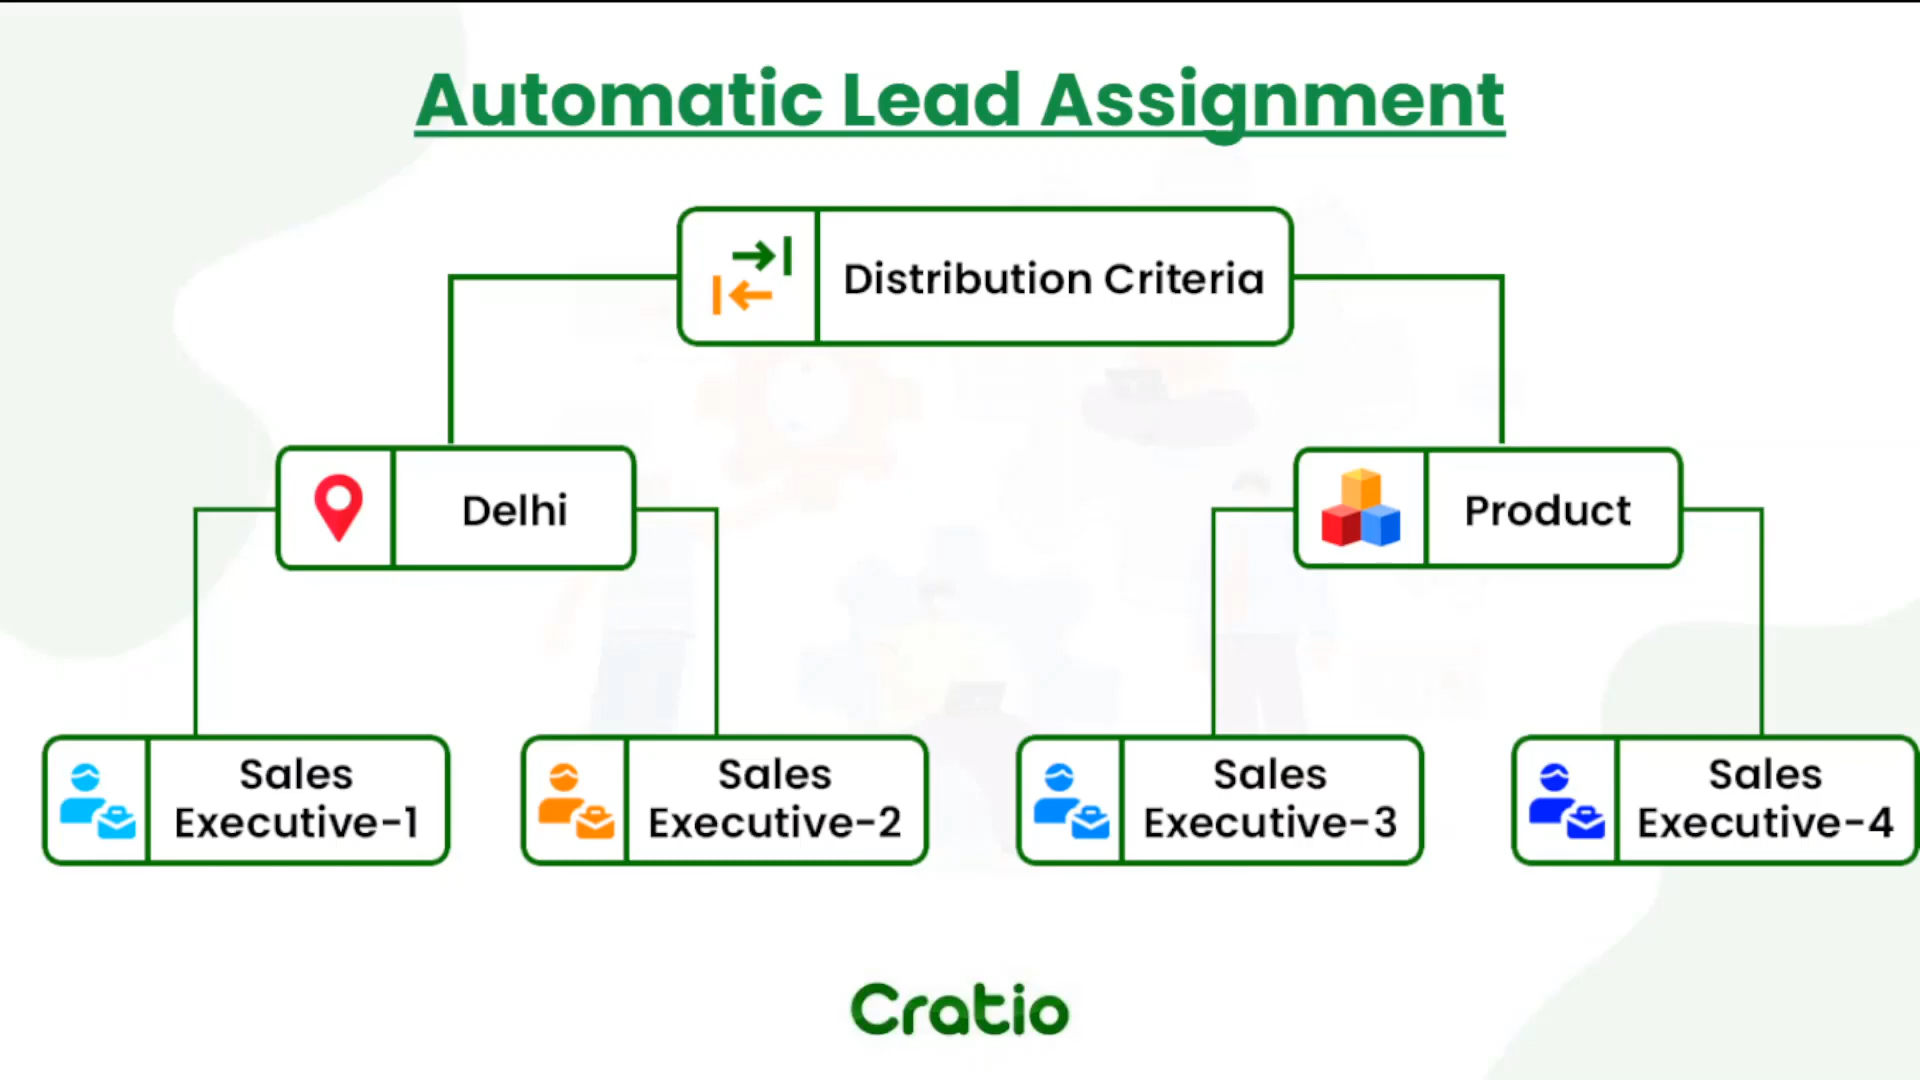 Automatic Lead Assignment
Distribution Criteria
Delhi
Product
Sales
Executive-1
Sales
Executive-2
Sales
Executive-3
Sales
Executive-4
Cratio